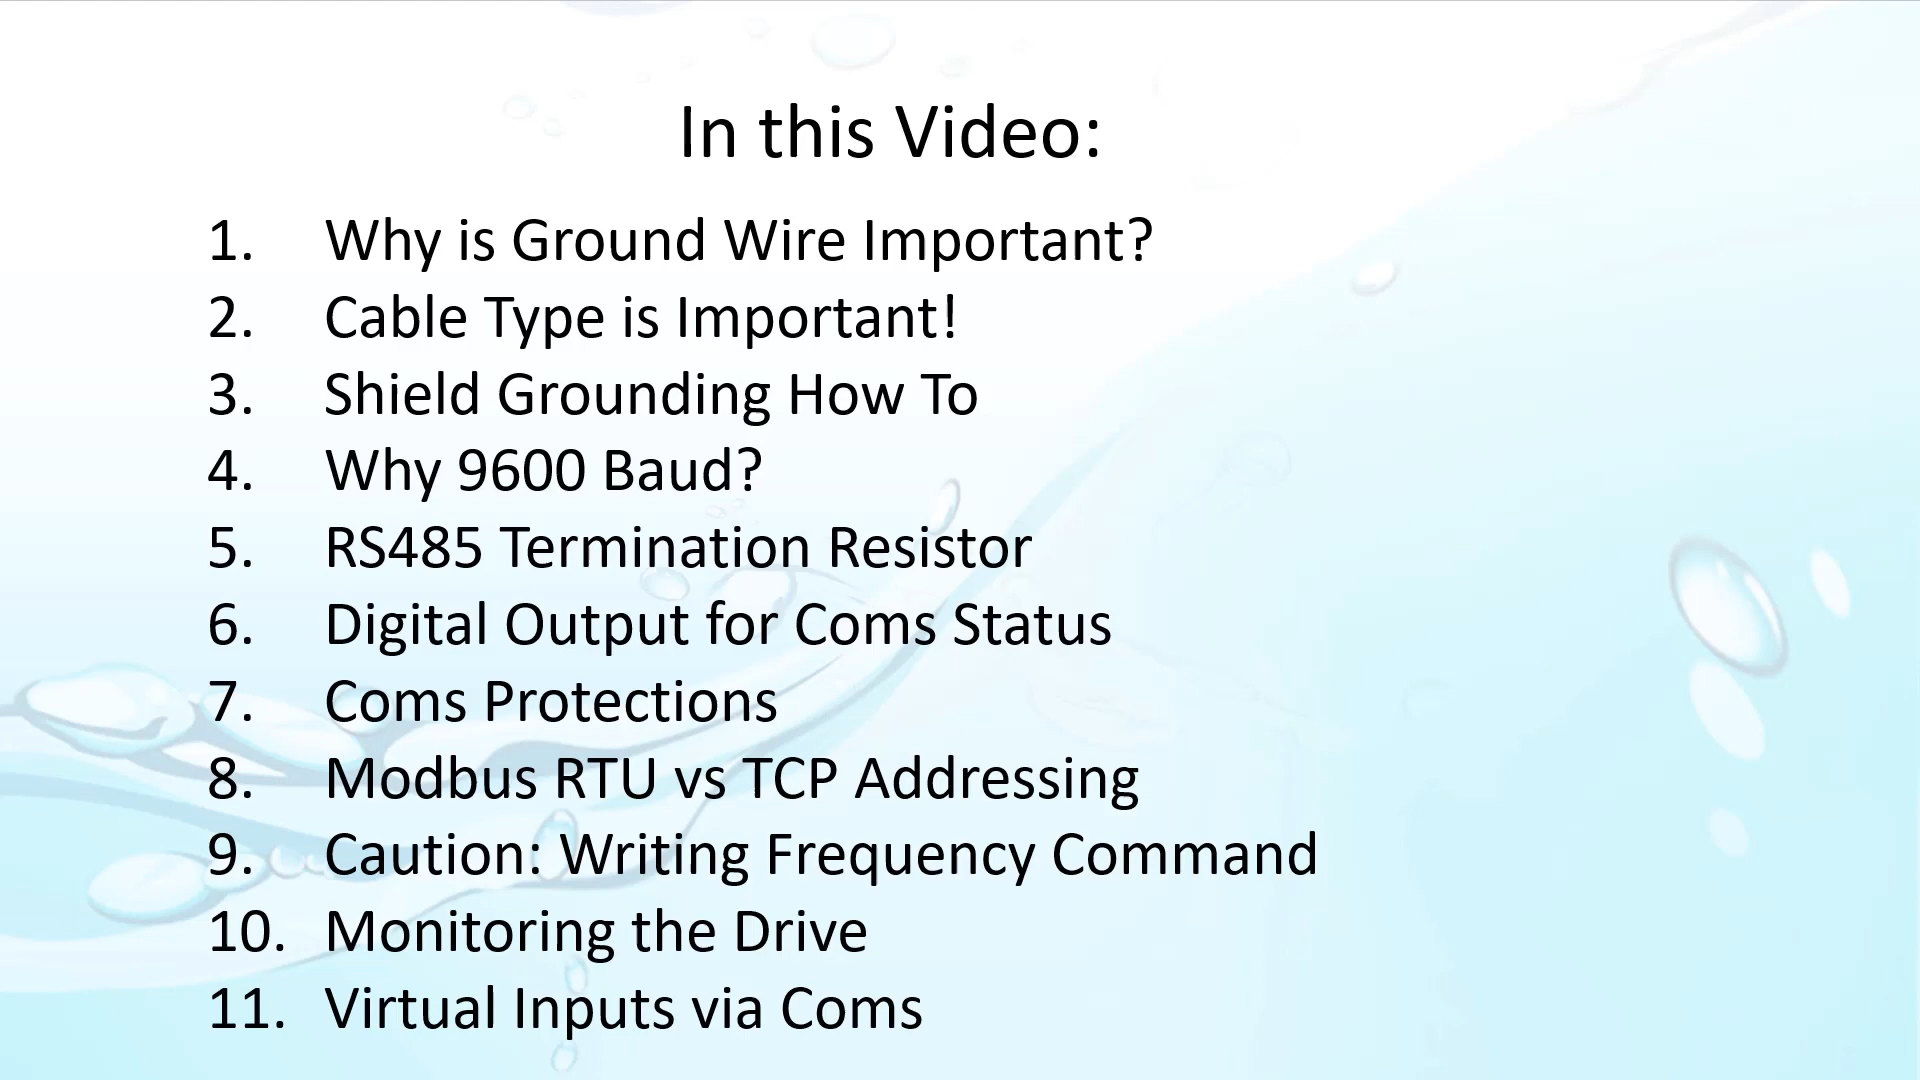 In this Video:
1. Why is Ground Wire Important?
2. Cable Type is Important!
3. Shield Grounding How To
4. Why 9600 Baud?
5. RS485 Termination Resistor
6. Digital Output for Coms Status
7. Coms Protections
8. Modbus RTU vs TCP Addressing
9. Caution: Writing Frequency Command
10. Monitoring the Drive
11. Virtual Inputs via Coms